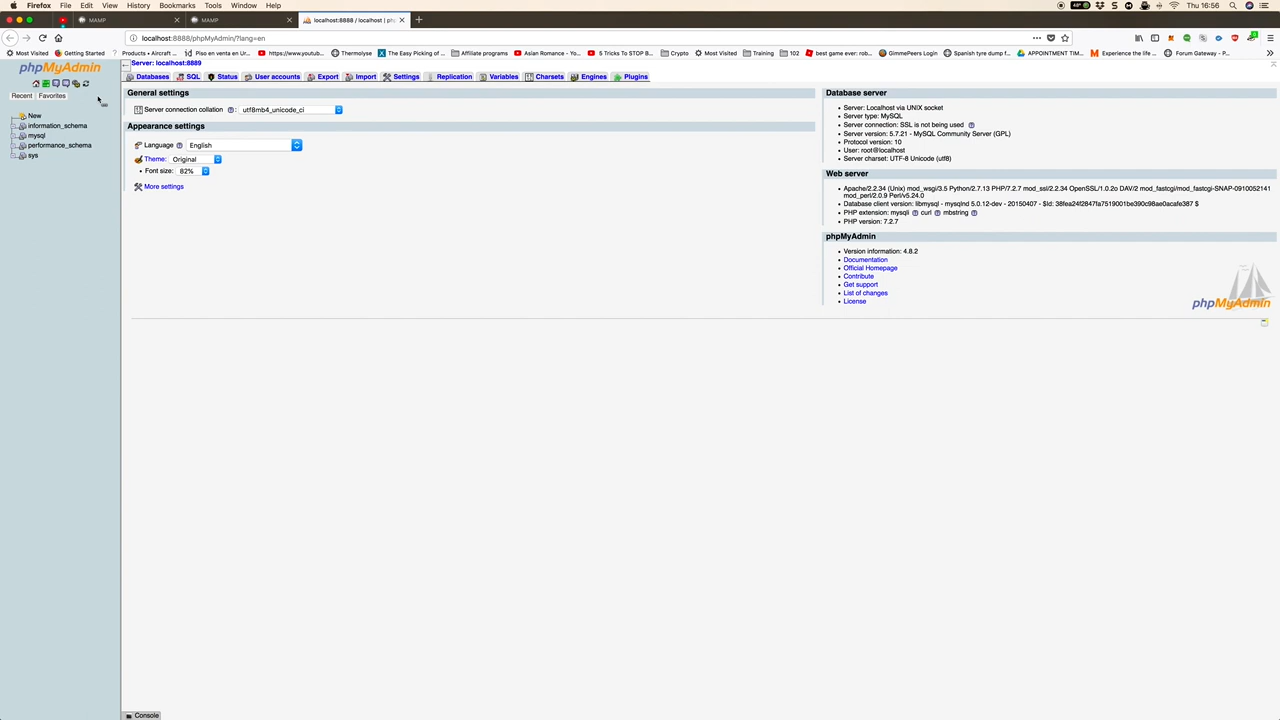 Firefox File Edit View History Bookmarks Tools Window Help
Thu 16:56
MAMP
MAMP
localhost:8888 / localhost | ph
localhost:8888/phpMyAdmin/?lang=en
Most Visited Getting Started Products • Aircraft ... Piso en venta en Ur... https://www.youtub... Thermolyse The Easy Picking of ... Affiliate programs Asian Romance - Yo... 5 Tricks To STOP B... Crypto Most Visited Training 102 best game ever: rob... GimmePeers Login Spanish tyre dump f... APPOINTMENT TIM... Experience the life ... Forum Gateway - P...
phpMyAdmin
Recent Favorites
New
information_schema
mysql
performance_schema
sys
Server: localhost:8889
Databases SQL Status User accounts Export Import Settings Replication Variables Charsets Engines Plugins
General settings
Server connection collation : utf8mb4_unicode_ci
Appearance settings
Language English
Theme: Original
• Font size: 82%
More settings
Database server
• Server: Localhost via UNIX socket
• Server type: MySQL
• Server connection: SSL is not being used
• Server version: 5.7.21 - MySQL Community Server (GPL)
• Protocol version: 10
• User: root@localhost
• Server charset: UTF-8 Unicode (utf8)
Web server
• Apache/2.2.34 (Unix) mod_wsgi/3.5 Python/2.7.13 PHP/7.2.7 mod_ssl/2.2.34 OpenSSL/1.0.2o DAV/2 mod_fastcgi/mod_fastcgi-SNAP-0910052141
mod_perl/2.0.9 Perl/v5.24.0
• Database client version: libmysql - mysqlnd 5.0.12-dev - 20150407 - $Id: 38fea24f2847fa7519001be390c98ae0acafe387 $
• PHP extension: mysqli curl mbstring
• PHP version: 7.2.7
phpMyAdmin
• Version information: 4.8.2
• Documentation
• Official Homepage
• Contribute
• Get support
• List of changes
• License
phpMyAdmin
Console